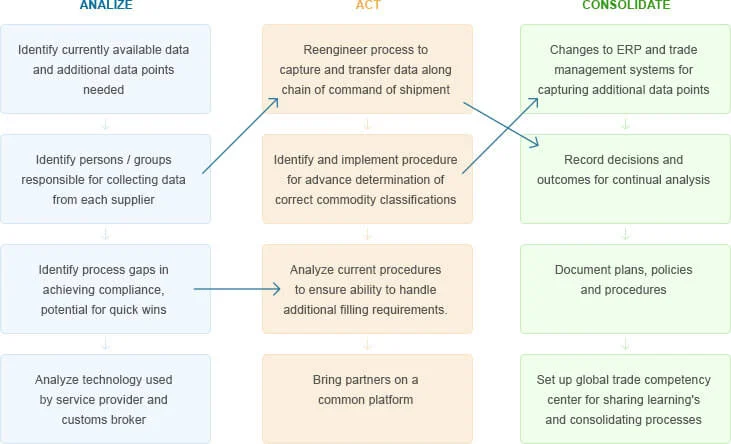 ANALIZE
Identify currently available data
and additional data points
needed
Identify persons / groups
responsible for collecting data
from each supplier
Identify process gaps in
achieving compliance,
potential for quick wins
Analyze technology used
by service provider and
customs broker
ACT
Reengineer process to
capture and transfer data along
chain of command of shipment
Identify and implement procedure
for advance determination of
correct commodity classifications
Analyze current procedures
to ensure ability to handle
additional filling requirements.
Bring partners on a
common platform
CONSOLIDATE
Changes to ERP and trade
management systems for
capturing additional data points
Record decisions and
outcomes for continual analysis
Document plans, policies
and procedures
Set up global trade competency
center for sharing learning's
and consolidating processes